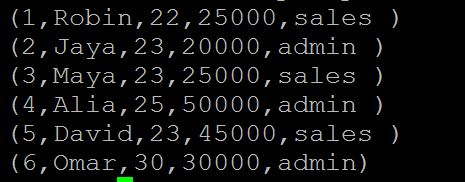 (1,Robin,22,25000,sales )
(2,Jaya,23,20000,admin )
(3,Maya,23,25000,sales )
(4,Alia,25,50000,admin )
(5,David,23,45000,sales )
(6,Omar,30,30000,admin)